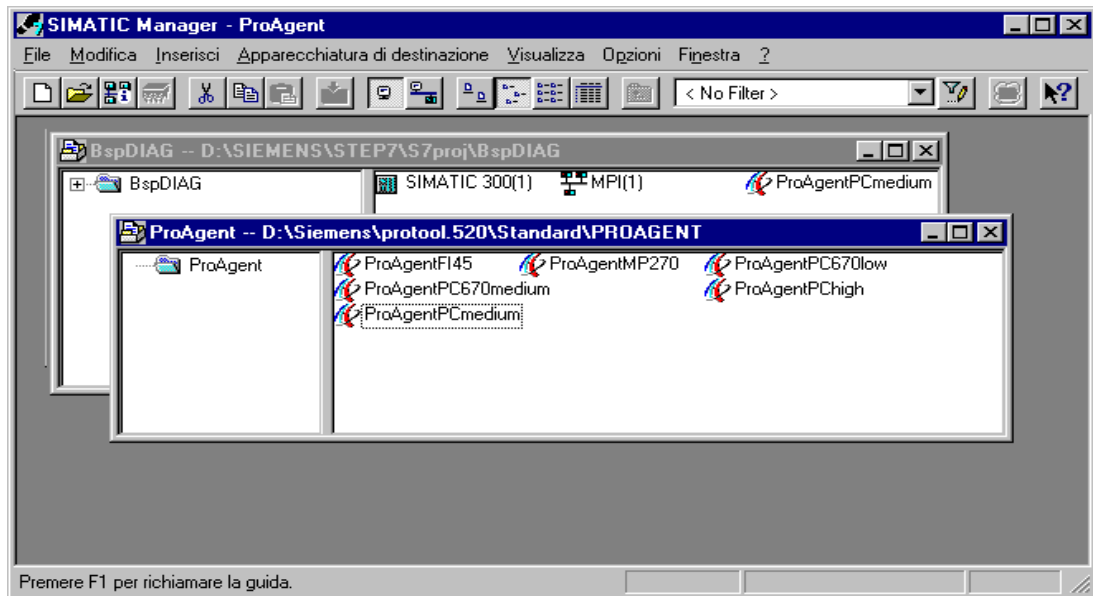 SIMATIC Manager - ProAgent
File Modifica Inserisci Apparecchiatura di destinazione Visualizza Opzioni Finestra ?
< No Filter >
BspDIAG -- D:\SIEMENS\STEP7\S7proj\BspDIAG
BspDIAG SIMATIC 300(1) MPI(1) ProAgentPCmedium
ProAgent -- D:\Siemens\protool.520\Standard\PROAGENT
ProAgent ProAgentFI45 ProAgentMP270 ProAgentPC670low
ProAgentPC670medium ProAgentPChigh
ProAgentPCmedium
Premere F1 per richiamare la guida.